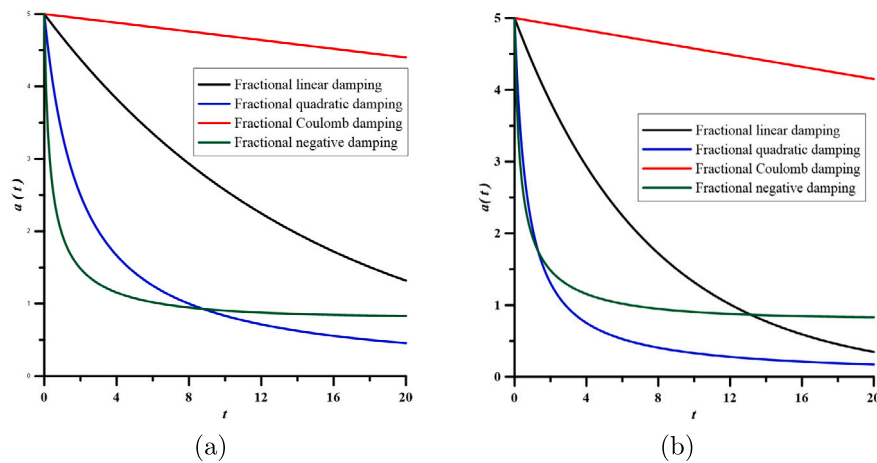 5
4
3
2
1
0
a(t)
0
4
8
12
16
20
t
Fractional linear damping
Fractional quadratic damping
Fractional Coulomb damping
Fractional negative damping
(a)
5
4
3
2
1
0
a(t)
0
4
8
12
16
20
t
Fractional linear damping
Fractional quadratic damping
Fractional Coulomb damping
Fractional negative damping
(b)